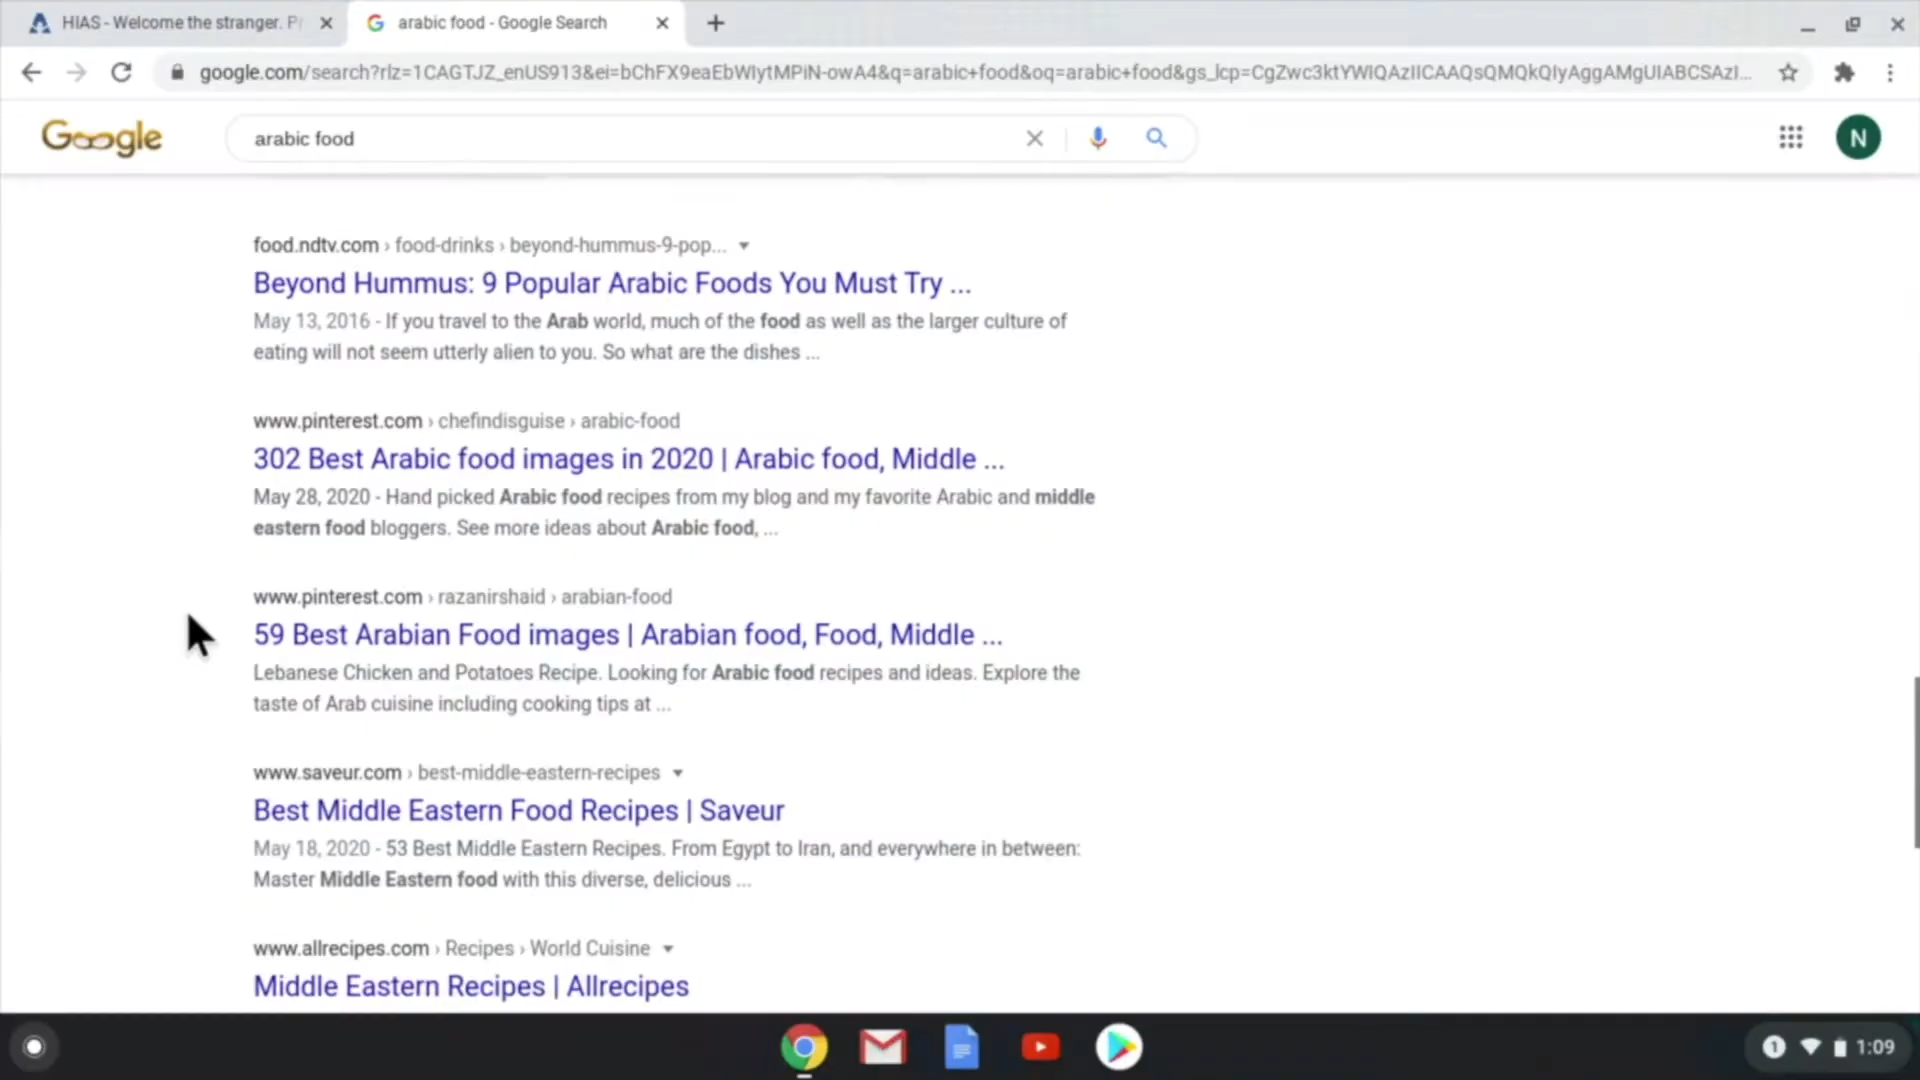 HIAS - Welcome the stranger. P
arabic food - Google Search
google.com/search?rlz=1CAGTJZ_enUS913&ei=bChFX9eaEbWIytMPiN-owA4&q=arabic+food&oq=arabic+food&gs_lcp=CgZwc3ktYWIQAzIICAAQsQMQkQIyAggAMgUIABCSAzI...
Google
arabic food
N
food.ndtv.com › food-drinks › beyond-hummus-9-pop...
Beyond Hummus: 9 Popular Arabic Foods You Must Try ...
May 13, 2016 - If you travel to the Arab world, much of the food as well as the larger culture of
eating will not seem utterly alien to you. So what are the dishes ...
www.pinterest.com › chefindisguise › arabic-food
302 Best Arabic food images in 2020 | Arabic food, Middle ...
May 28, 2020 - Hand picked Arabic food recipes from my blog and my favorite Arabic and middle
eastern food bloggers. See more ideas about Arabic food, ...
www.pinterest.com › razanirshaid › arabian-food
59 Best Arabian Food images | Arabian food, Food, Middle ...
Lebanese Chicken and Potatoes Recipe. Looking for Arabic food recipes and ideas. Explore the
taste of Arab cuisine including cooking tips at ...
www.saveur.com › best-middle-eastern-recipes
Best Middle Eastern Food Recipes | Saveur
May 18, 2020 - 53 Best Middle Eastern Recipes. From Egypt to Iran, and everywhere in between:
Master Middle Eastern food with this diverse, delicious ...
www.allrecipes.com › Recipes › World Cuisine
Middle Eastern Recipes | Allrecipes
1 1:09